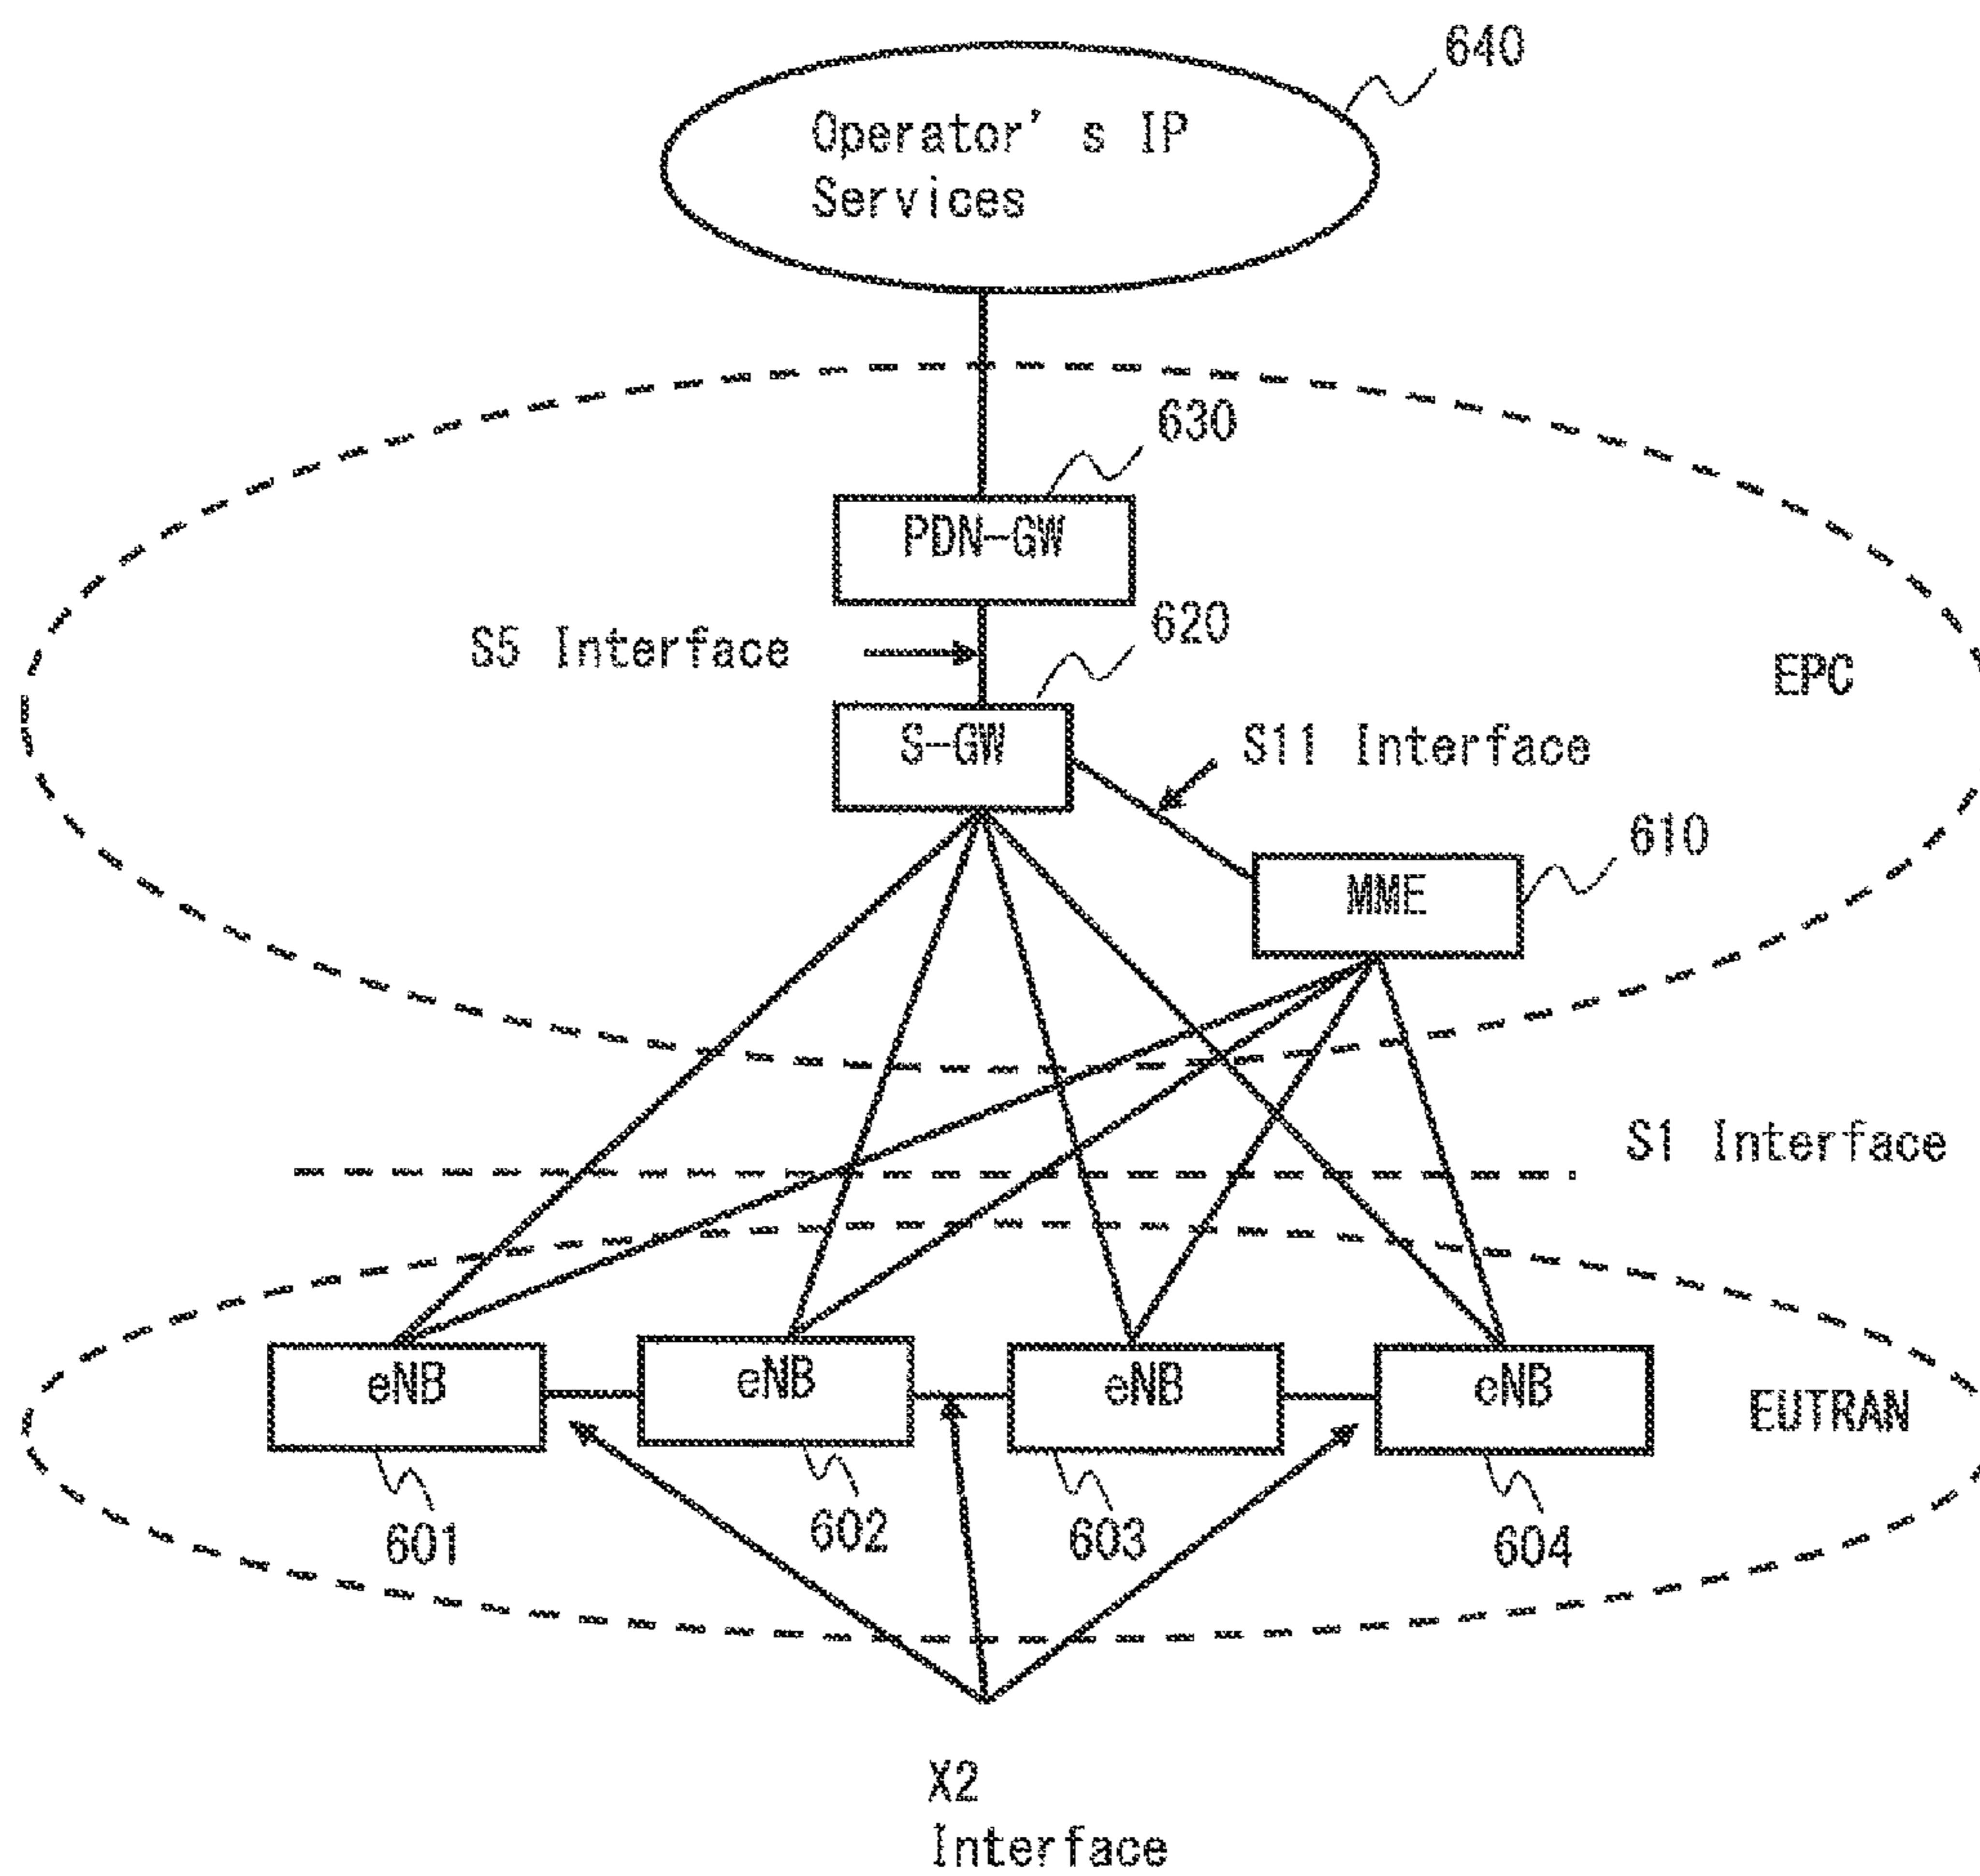 640
Operator's IP
Services
630
PDN-GW
620
S5 Interface
EPC
S-GW
S11 Interface
610
MME
S1 Interface
eNB
eNB
eNB
eNB
EUTRAN
601
602
603
604
X2
Interface